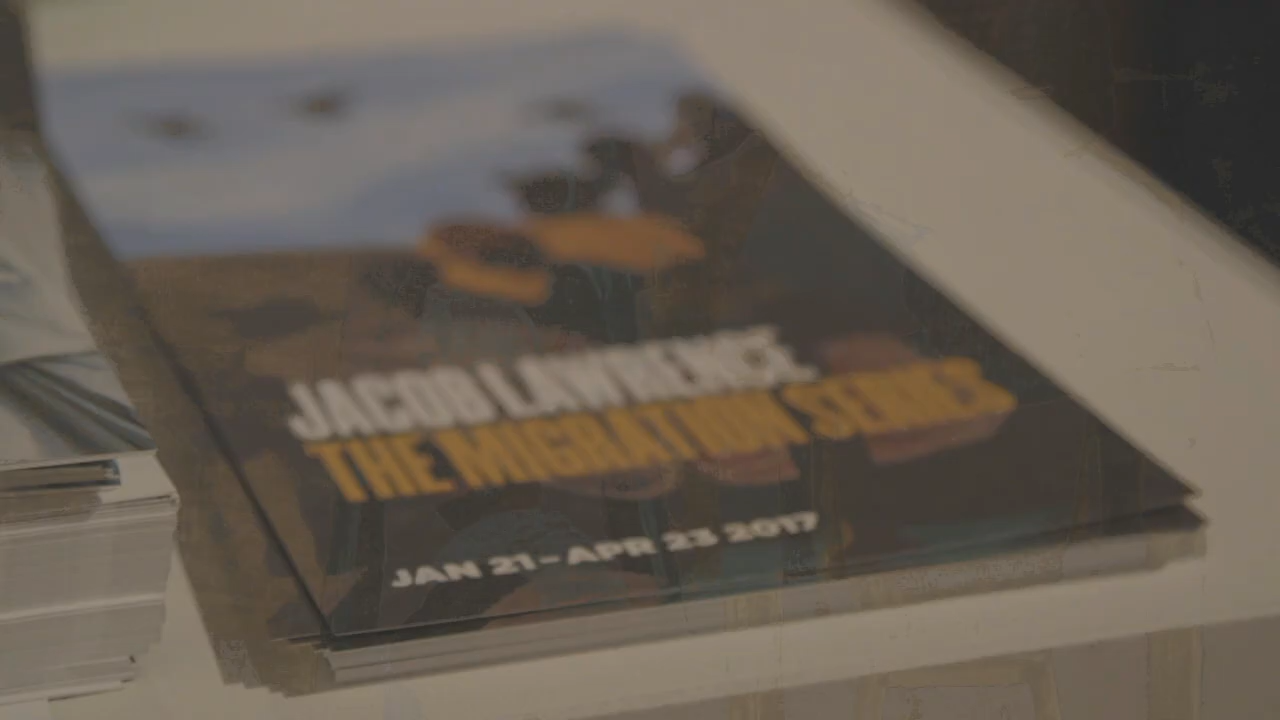 JACOB LAWRENCE
THE MIGRATION SERIES
JAN 21 - APR 23 2017